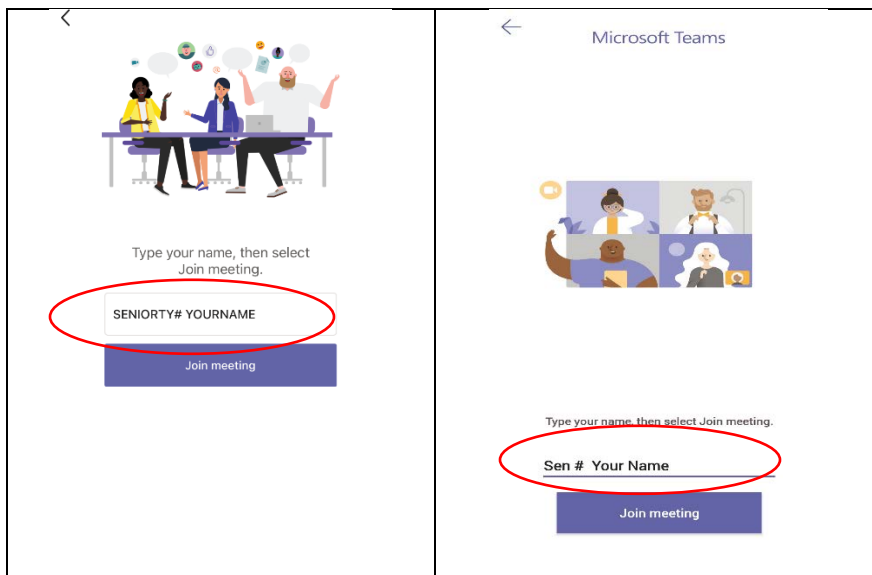 Type your name, then select
Join meeting.
SENIORTY# YOURNAME
Join meeting
Microsoft Teams
Type your name, then select Join meeting.
Sen # Your Name
Join meeting